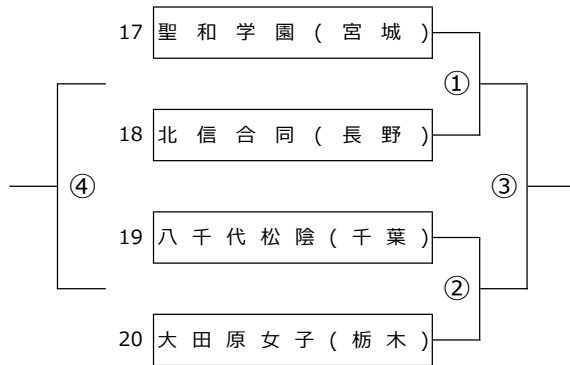 17 聖和学園(宮城)
①
18 北信合同(長野)
④ ③
19 八千代松陰(千葉)
②
20 大田原女子(栃木)